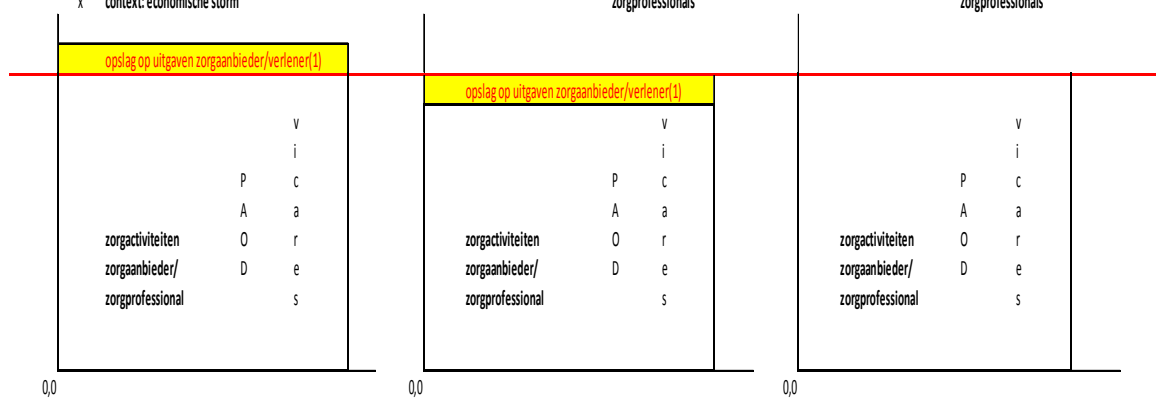 x context: economische storm
zorgprofessionals
zorgprofessionals
opslag op uitgaven zorgaanbieder/verlener(1)
opslag op uitgaven zorgaanbieder/verlener(1)
v v v
i i i
P c P c P c
A a A a A a
zorgactiviteiten O r zorgactiviteiten O r zorgactiviteiten O r
zorgaanbieder/ D e zorgaanbieder/ D e zorgaanbieder/ D e
zorgprofessional s zorgprofessional s zorgprofessional s
0,0 0,0 0,0